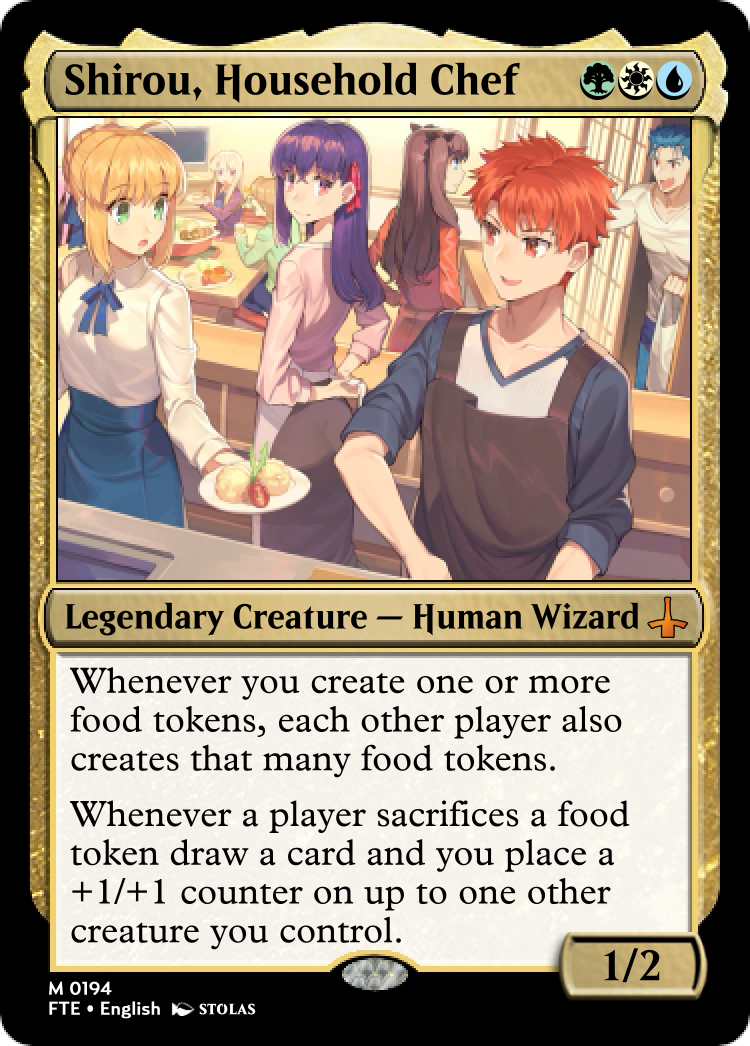 Shirou, Household Chef
Legendary Creature — Human Wizard
Whenever you create one or more
food tokens, each other player also
creates that many food tokens.
Whenever a player sacrifices a food
token draw a card and you place a
+1/+1 counter on up to one other
creature you control.
1/2
M 0194
FTE • English STOLAS